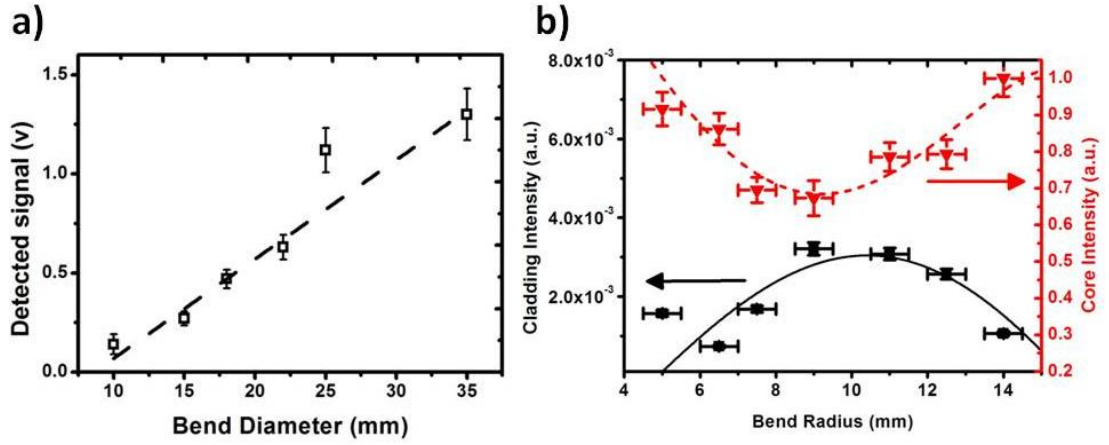 a)
Detected signal (v)
1.5
1.0
0.5
0.0
10 15 20 25 30 35
Bend Diameter (mm)
b)
Cladding Intensity (a.u.)
8.0x10⁻³
6.0x10⁻³
4.0x10⁻³
2.0x10⁻³
4 6 8 10 12 14
Bend Radius (mm)
1.0
0.9
0.8
0.7
0.6
0.5
0.4
0.3
0.2
Core Intensity (a.u.)